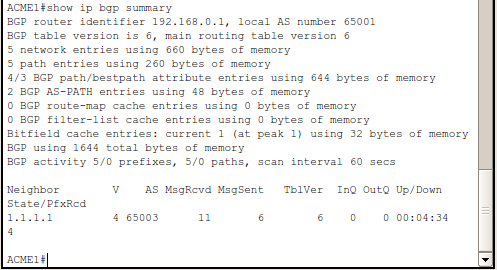 ACME1#show ip bgp summary
BGP router identifier 192.168.0.1, local AS number 65001
BGP table version is 6, main routing table version 6
5 network entries using 660 bytes of memory
5 path entries using 260 bytes of memory
4/3 BGP path/bestpath attribute entries using 644 bytes of memory
2 BGP AS-PATH entries using 48 bytes of memory
0 BGP route-map cache entries using 0 bytes of memory
0 BGP filter-list cache entries using 0 bytes of memory
Bitfield cache entries: current 1 (at peak 1) using 32 bytes of memory
BGP using 1644 total bytes of memory
BGP activity 5/0 prefixes, 5/0 paths, scan interval 60 secs
Neighbor V AS MsgRcvd MsgSent TblVer InQ OutQ Up/Down
State/PfxRcd
1.1.1.1 4 65003 11 6 6 0 0 00:04:34
4
ACME1#